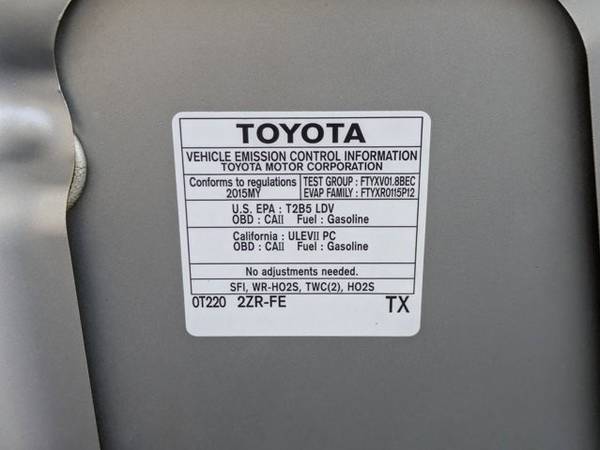 TOYOTA
VEHICLE EMISSION CONTROL INFORMATION
TOYOTA MOTOR CORPORATION
Conforms to regulations
2015MY
TEST GROUP : FTYXV01.8BEC
EVAP FAMILY : FTYXR0115P12
U.S. EPA : T2B5 LDV
OBD : CAII Fuel : Gasoline
California : ULEVII PC
OBD : CAII Fuel : Gasoline
No adjustments needed.
SFI, WR-HO2S, TWC(2), HO2S
0T220 2ZR-FE TX